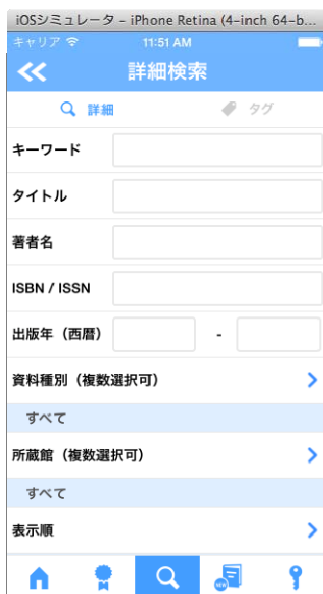 iOSシミュレータ - iPhone Retina (4-inch 64-b...
キャリア 11:51 AM
詳細検索
詳細 タグ
キーワード
タイトル
著者名
ISBN / ISSN
出版年（西暦） -
資料種別（複数選択可）
すべて
所蔵館（複数選択可）
すべて
表示順
NEW